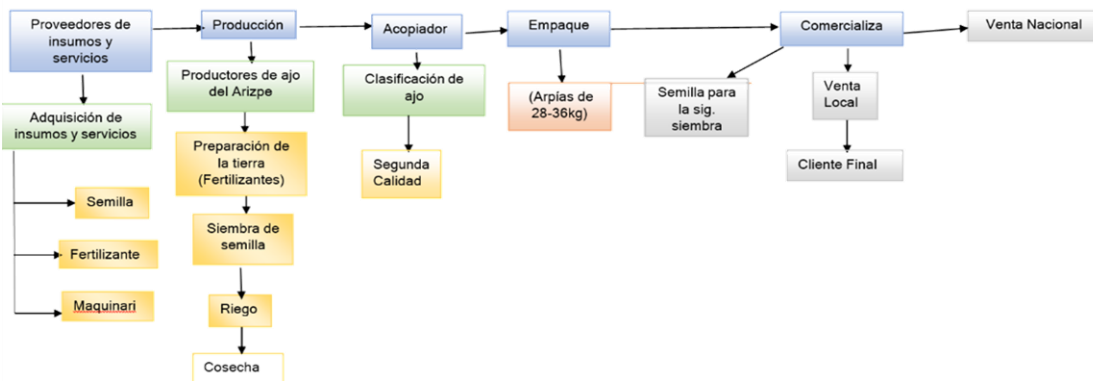 Proveedores de
insumos y
servicios
Producción
Acopiador
Empaque
Comercializa
Venta Nacional
Productores de ajo
del Arizpe
Clasificación de
ajo
(Arpías de
28-36kg)
Semilla para
la sig.
siembra
Venta
Local
Adquisición de
insumos y servicios
Preparación de
la tierra
(Fertilizantes)
Segunda
Calidad
Cliente Final
Semilla
Siembra de
semilla
Fertilizante
Maquinari
Riego
Cosecha